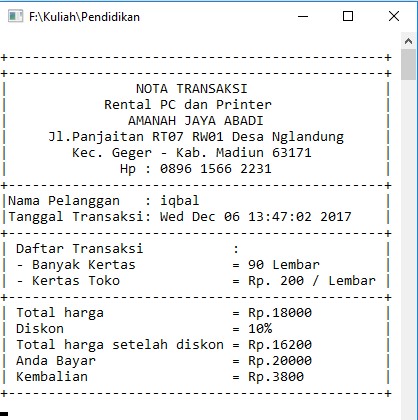 F:\Kuliah\Pendidikan
NOTA TRANSAKSI
Rental PC dan Printer
AMANAH JAYA ABADI
Jl.Panjaitan RT07 RW01 Desa Nglandung
Kec. Geger - Kab. Madiun 63171
Hp : 0896 1566 2231
Nama Pelanggan : iqbal
Tanggal Transaksi: Wed Dec 06 13:47:02 2017
Daftar Transaksi :
- Banyak Kertas = 90 Lembar
- Kertas Toko = Rp. 200 / Lembar
Total harga = Rp.18000
Diskon = 10%
Total harga setelah diskon = Rp.16200
Anda Bayar = Rp.20000
Kembalian = Rp.3800